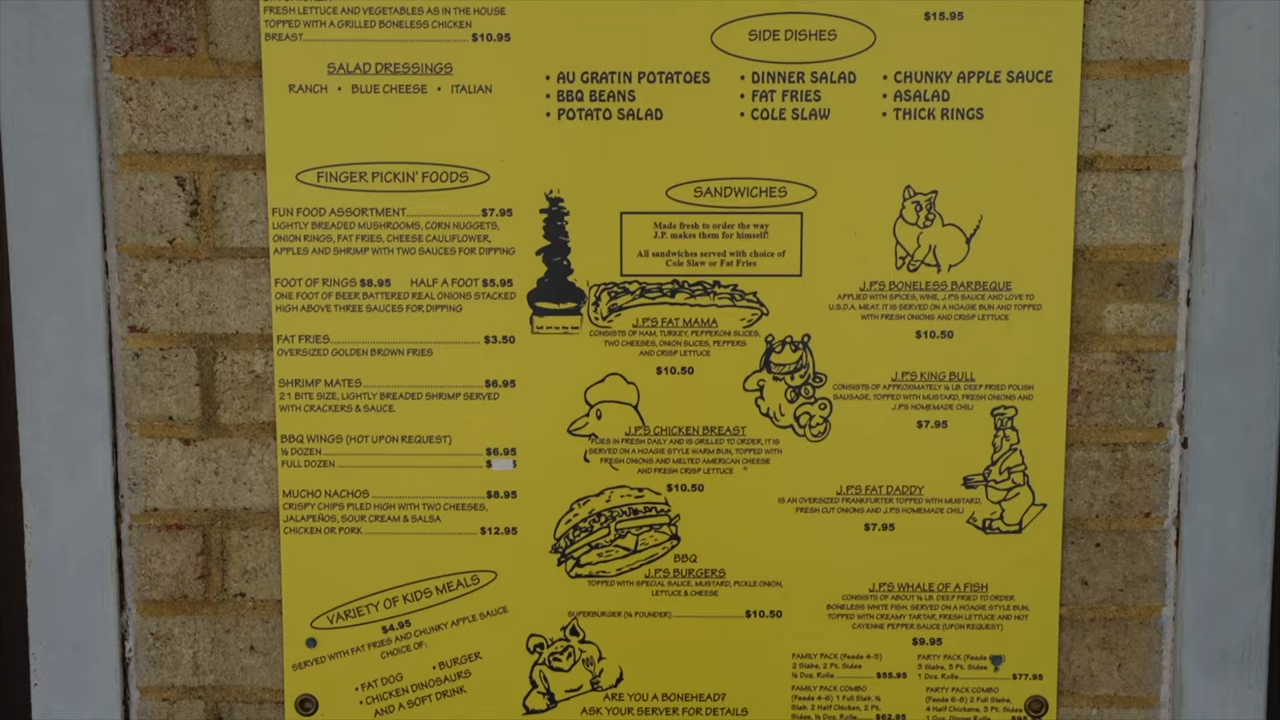 FRESH LETTUCE AND VEGETABLES AS IN THE HOUSE
TOPPED WITH A GRILLED BONELESS CHICKEN
BREAST $10.95
SALAD DRESSINGS
RANCH • BLUE CHEESE • ITALIAN
FINGER PICKIN' FOODS
FUN FOOD ASSORTMENT $7.95
LIGHTLY BREADED MUSHROOMS, CORN NUGGETS,
ONION RINGS, FAT FRIES, CHEESE CAULIFLOWER,
APPLES AND SHRIMP WITH TWO SAUCES FOR DIPPING
FOOT OF RINGS $8.95 HALF A FOOT $5.95
ONE FOOT OF BEER BATTERED REAL ONIONS STACKED
HIGH ABOVE THREE SAUCES FOR DIPPING
FAT FRIES $3.50
OVERSIZED GOLDEN BROWN FRIES
SHRIMP MATES $6.95
21 BITE SIZE, LIGHTLY BREADED SHRIMP SERVED
WITH CRACKERS & SAUCE.
BBQ WINGS (HOT UPON REQUEST)
½ DOZEN $6.95
FULL DOZEN $
MUCHO NACHOS $8.95
CRISPY CHIPS PILED HIGH WITH TWO CHEESES,
JALAPEÑOS, SOUR CREAM & SALSA
CHICKEN OR PORK $12.95
VARIETY OF KIDS MEALS
$4.95
SERVED WITH FAT FRIES AND CHUNKY APPLE SAUCE
CHOICE OF:
• FAT DOG • BURGER
• CHICKEN DINOSAURS
AND A SOFT DRINK
$15.95
SIDE DISHES
• AU GRATIN POTATOES • DINNER SALAD • CHUNKY APPLE SAUCE
• BBQ BEANS • FAT FRIES • ASALAD
• POTATO SALAD • COLE SLAW • THICK RINGS
SANDWICHES
Made fresh to order the way
J.P. makes them for himself!
All sandwiches served with choice of
Cole Slaw or Fat Fries
J.P.'S FAT MAMA
CONSISTS OF HAM, TURKEY, PEPPERONI SLICES,
TWO CHEESES, ONION SLICES, PEPPERS
AND CRISP LETTUCE
$10.50
J.P.'S CHICKEN BREAST
FLIES IN FRESH DAILY AND IS GRILLED TO ORDER, IT IS
SERVED ON A HOAGIE STYLE WARM BUN, TOPPED WITH
FRESH ONIONS AND MELTED AMERICAN CHEESE
AND FRESH CRISP LETTUCE
$10.50
BBQ
J.P.'S BURGERS
TOPPED WITH SPECIAL SAUCE, MUSTARD, PICKLE ONION,
LETTUCE & CHEESE
SUPERBURGER (½ POUNDER) $10.50
ARE YOU A BONEHEAD?
ASK YOUR SERVER FOR DETAILS
J.P.'S BONELESS BARBEQUE
APPLIED WITH SPICES, WINE, J.P.'S SAUCE AND LOVE TO
U.S.D.A. MEAT. IT IS SERVED ON A HOAGIE BUN AND TOPPED
WITH FRESH ONIONS AND CRISP LETTUCE
$10.50
J.P.'S KING BULL
CONSISTS OF APPROXIMATELY ½ LB. DEEP FRIED POLISH
SAUSAGE, TOPPED WITH MUSTARD, FRESH ONIONS AND
J.P.'S HOMEMADE CHILI
$7.95
J.P.'S FAT DADDY
IS AN OVERSIZED FRANKFURTER TOPPED WITH MUSTARD,
FRESH CUT ONIONS AND J.P.'S HOMEMADE CHILI
$7.95
J.P.'S WHALE OF A FISH
CONSISTS OF ABOUT ½ LB. DEEP FRIED TO ORDER
BONELESS WHITE FISH. SERVED ON A HOAGIE STYLE BUN,
TOPPED WITH CREAMY TARTAR, FRESH LETTUCE AND HOT
CAYENNE PEPPER SAUCE (UPON REQUEST)
$9.95
FAMILY PACK (Feeds 4-5)
2 Slabs, 2 Pt. Sides
½ Doz. Rolls $55.95
FAMILY PACK COMBO
(Feeds 4-6) 1 Full Slab, ½
Slab. 2 Half Chicken, 2 Pt.
Sides, ½ Doz. Rolls $62.95
PARTY PACK (Feeds
3 Slabs, 3 Pt. Sides
1 Doz. Rolls $77.95
PARTY PACK COMBO
(Feeds 6-8) 2 Full Slabs,
4 Half Chickens, 3 Pt. Sides
1 Doz. Dinner Rolls